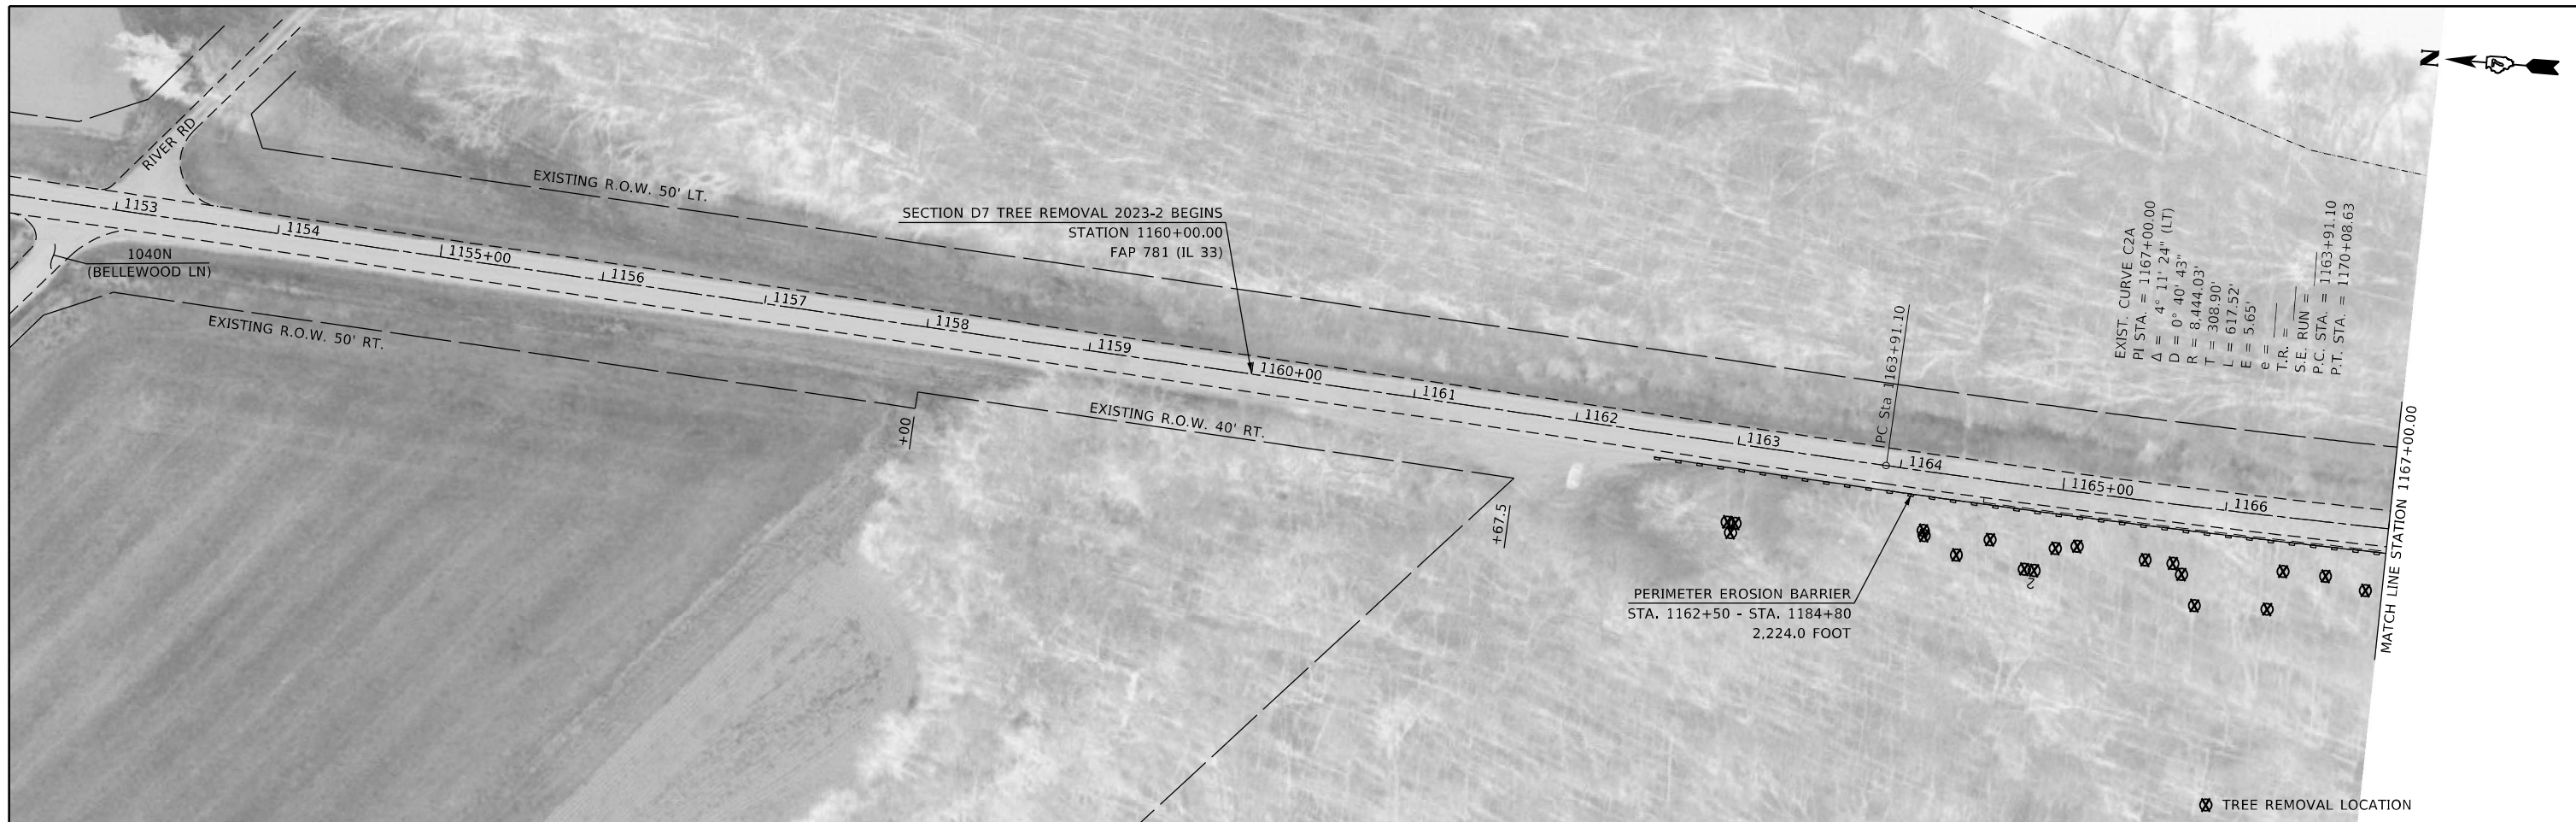 N
RIVER RD
1153
1154
1155+00
1156
1157
1158
1159
1160+00
1161
1162
1163
1164
1165+00
1166
1040N
(BELLEWOOD LN)
EXISTING R.O.W. 50' LT.
EXISTING R.O.W. 50' RT.
SECTION D7 TREE REMOVAL 2023-2 BEGINS
STATION 1160+00.00
FAP 781 (IL 33)
+00
EXISTING R.O.W. 40' RT.
+67.5
PC Sta 1163+91.10
EXIST. CURVE C2A
PI STA. = 1167+00.00
Δ = 4° 11' 24" (LT)
D = 0° 40' 43"
R = 8,444.03'
T = 308.90'
L = 617.52'
E = 5.65'
e =
T.R. =
S.E. RUN =
P.C. STA. = 1163+91.10
P.T. STA. = 1170+08.63
2
PERIMETER EROSION BARRIER
STA. 1162+50 - STA. 1184+80
2,224.0 FOOT
MATCH LINE STATION 1167+00.00
TREE REMOVAL LOCATION